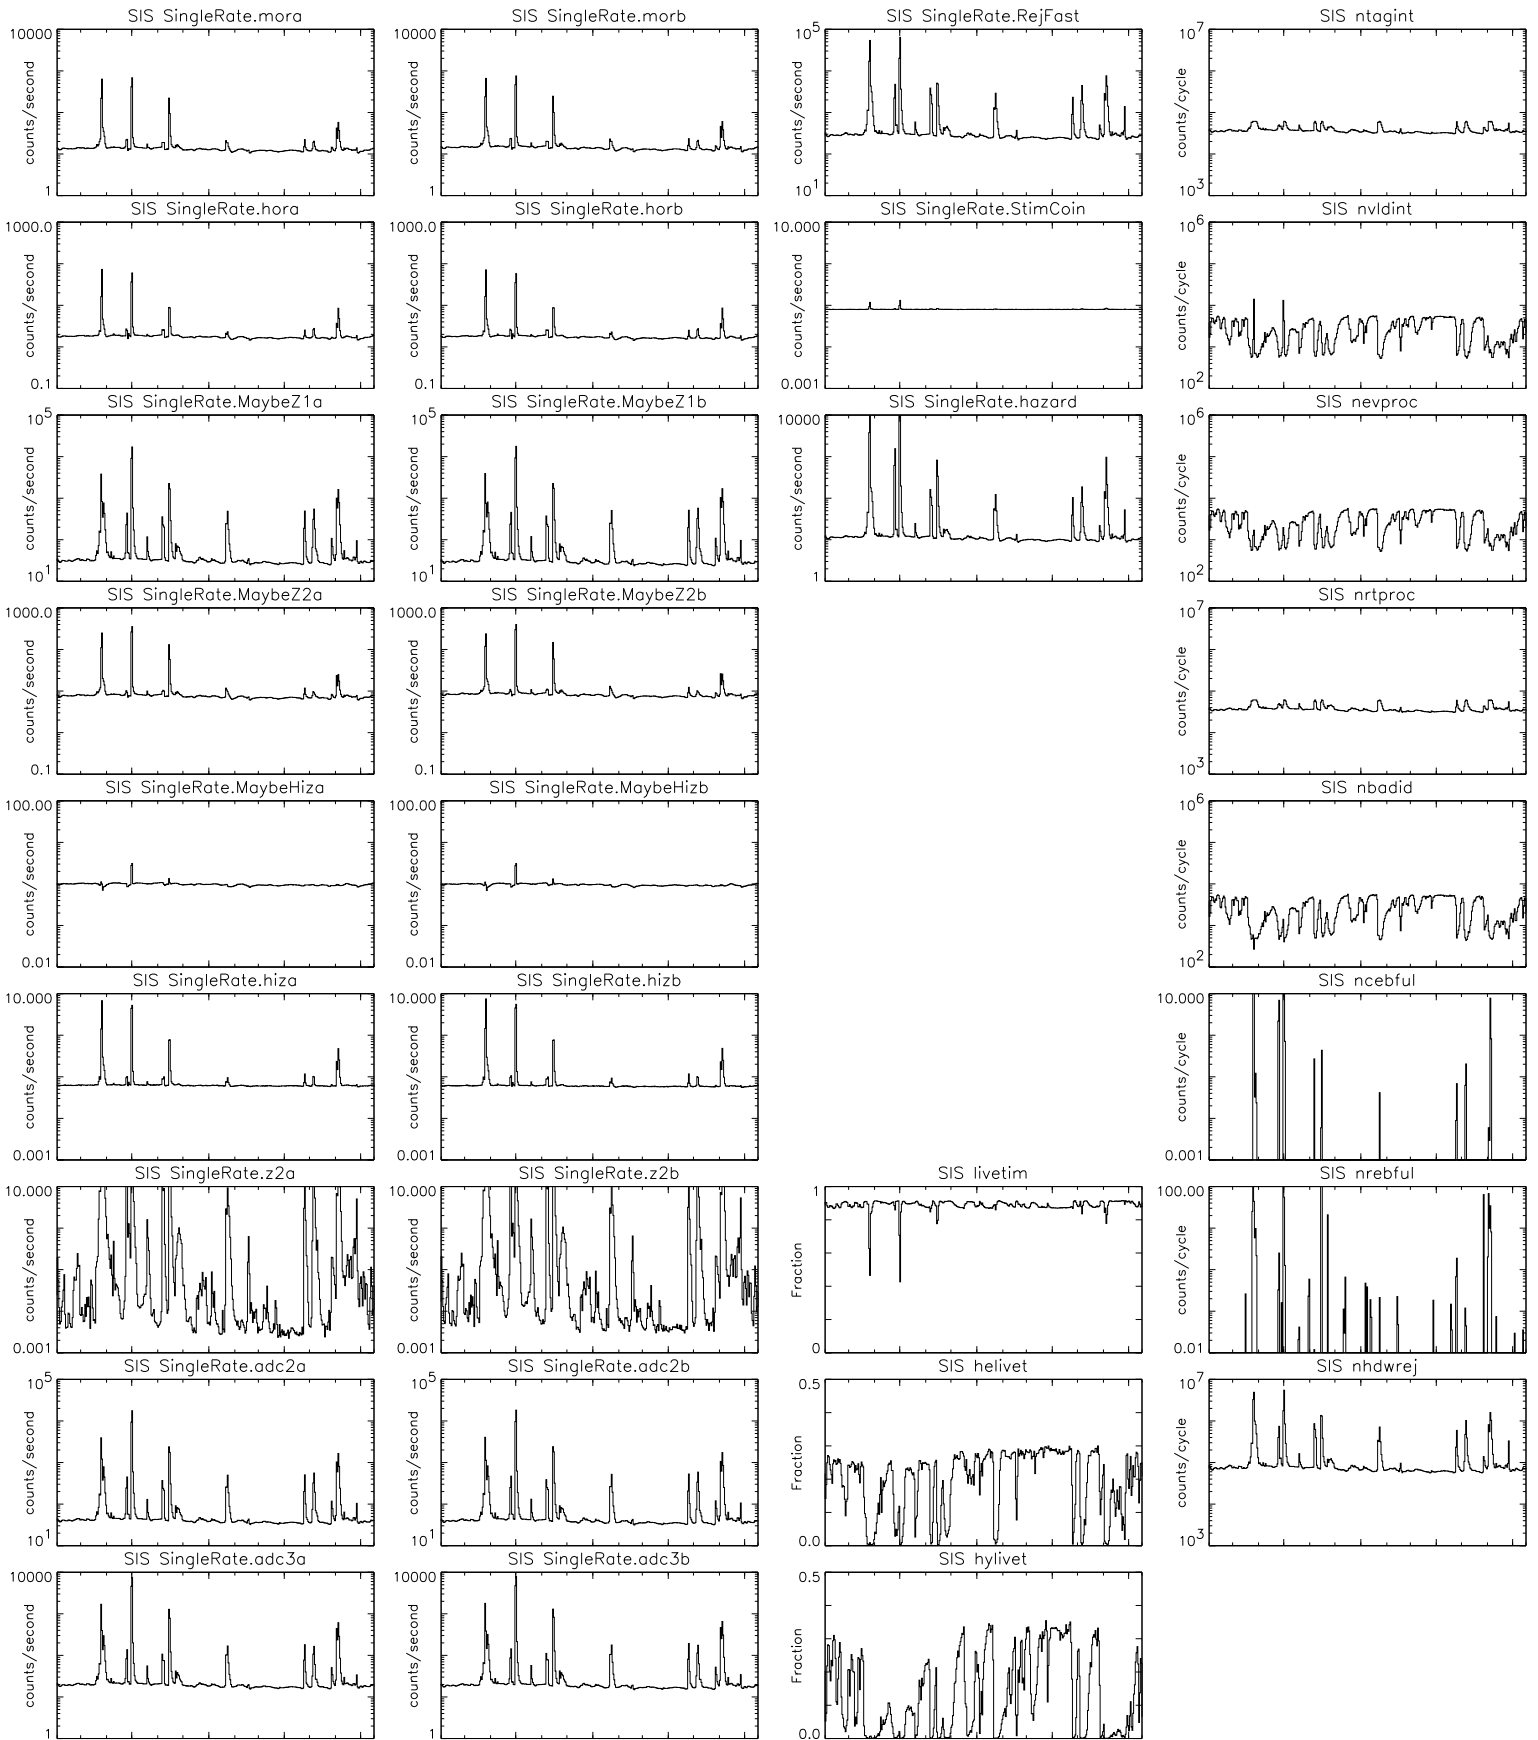 SIS SingleRate.mora
10000
counts/second
1
SIS SingleRate.morb
10000
counts/second
1
SIS SingleRate.RejFast
10^5
counts/second
10^1
SIS ntagint
10^7
counts/cycle
10^3
SIS SingleRate.hora
1000.0
counts/second
0.1
SIS SingleRate.horb
1000.0
counts/second
0.1
SIS SingleRate.StimCoin
10.000
counts/second
0.001
SIS nvldint
10^6
counts/cycle
10^2
SIS SingleRate.MaybeZ1a
10^5
counts/second
10^1
SIS SingleRate.MaybeZ1b
10^5
counts/second
10^1
SIS SingleRate.hazard
10000
counts/second
1
SIS nevproc
10^6
counts/cycle
10^2
SIS SingleRate.MaybeZ2a
1000.0
counts/second
0.1
SIS SingleRate.MaybeZ2b
1000.0
counts/second
0.1
SIS nrtproc
10^7
counts/cycle
10^3
SIS SingleRate.MaybeHiza
100.00
counts/second
0.01
SIS SingleRate.MaybeHizb
100.00
counts/second
0.01
SIS nbadid
10^6
counts/cycle
10^2
SIS SingleRate.hiza
10.000
counts/second
0.001
SIS SingleRate.hizb
10.000
counts/second
0.001
SIS ncebful
10.000
counts/cycle
0.001
SIS SingleRate.z2a
10.000
counts/second
0.001
SIS SingleRate.z2b
10.000
counts/second
0.001
SIS livetim
1
Fraction
0
SIS nrebful
100.00
counts/cycle
0.01
SIS SingleRate.adc2a
10^5
counts/second
10^1
SIS SingleRate.adc2b
10^5
counts/second
10^1
SIS helivet
0.5
Fraction
0.0
SIS nhdwrej
10^7
counts/cycle
10^3
SIS SingleRate.adc3a
10000
counts/second
1
SIS SingleRate.adc3b
10000
counts/second
1
SIS hylivet
0.5
Fraction
0.0